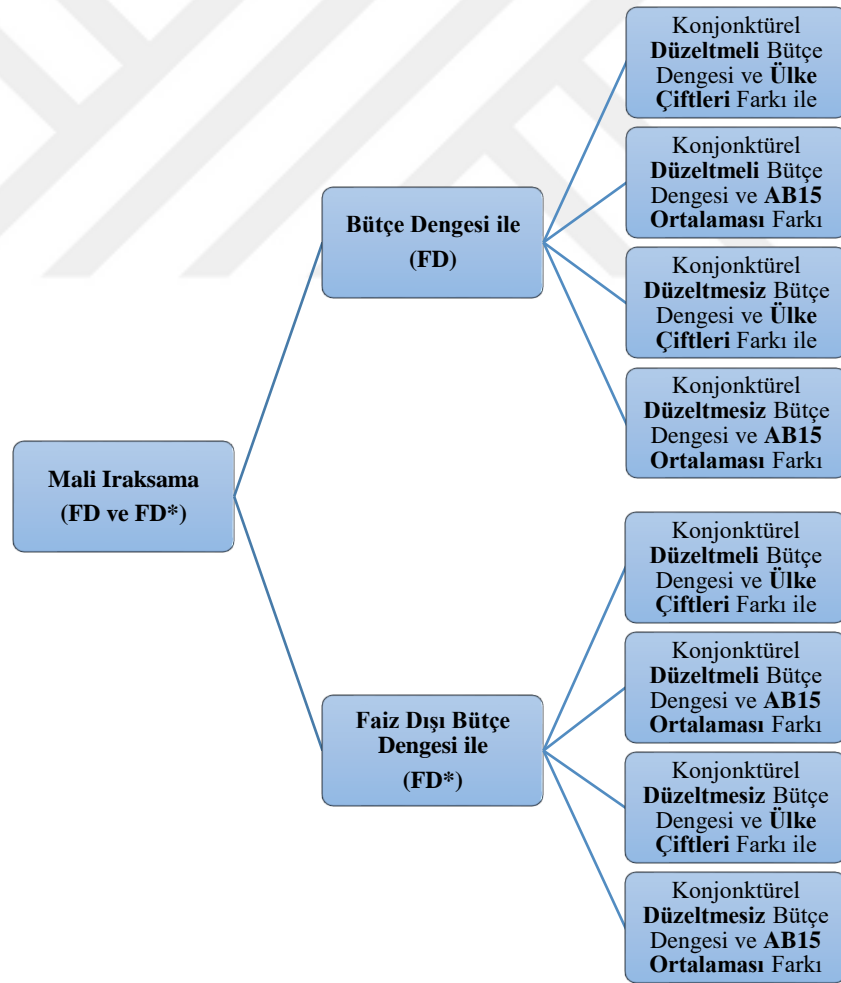 Konjonktürel
Düzeltmeli Bütçe
Dengesi ve Ülke
Çiftleri Farkı ile
Konjonktürel
Düzeltmeli Bütçe
Dengesi ve AB15
Ortalaması Farkı
Bütçe Dengesi ile
(FD)
Konjonktürel
Düzeltmesiz Bütçe
Dengesi ve Ülke
Çiftleri Farkı ile
Konjonktürel
Düzeltmesiz Bütçe
Dengesi ve AB15
Ortalaması Farkı
Mali Iraksama
(FD ve FD*)
Konjonktürel
Düzeltmeli Bütçe
Dengesi ve Ülke
Çiftleri Farkı ile
Konjonktürel
Düzeltmeli Bütçe
Dengesi ve AB15
Ortalaması Farkı
Faiz Dışı Bütçe
Dengesi ile
(FD*)
Konjonktürel
Düzeltmesiz Bütçe
Dengesi ve Ülke
Çiftleri Farkı ile
Konjonktürel
Düzeltmesiz Bütçe
Dengesi ve AB15
Ortalaması Farkı